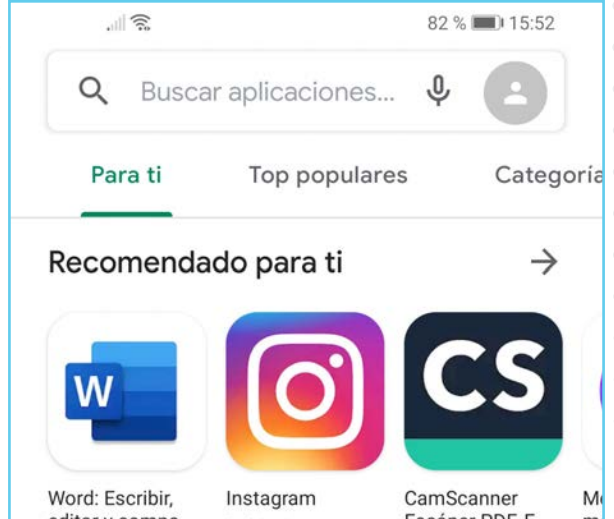 82 % 15:52
Buscar aplicaciones...
Para ti Top populares Categoría
Recomendado para ti
W CS
Word: Escribir, Instagram CamScanner